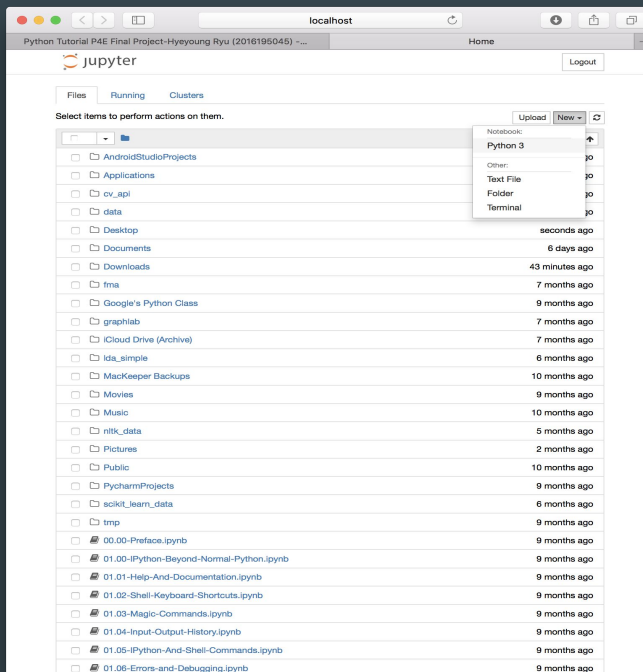 localhost
Python Tutorial P4E Final Project-Hyeyoung Ryu (2016195045) –...
Home
jupyter
Logout
Files Running Clusters
Select items to perform actions on them.
Upload New
Notebook:
Python 3
Other:
Text File
Folder
Terminal
AndroidStudioProjects go
Applications go
cv_api go
data go
Desktop seconds ago
Documents 6 days ago
Downloads 43 minutes ago
fma 7 months ago
Google's Python Class 9 months ago
graphlab 7 months ago
iCloud Drive (Archive) 7 months ago
lda_simple 6 months ago
MacKeeper Backups 10 months ago
Movies 9 months ago
Music 10 months ago
nltk_data 5 months ago
Pictures 2 months ago
Public 10 months ago
PycharmProjects 9 months ago
scikit_learn_data 6 months ago
tmp 9 months ago
00.00-Preface.ipynb 9 months ago
01.00-IPython-Beyond-Normal-Python.ipynb 9 months ago
01.01-Help-And-Documentation.ipynb 9 months ago
01.02-Shell-Keyboard-Shortcuts.ipynb 9 months ago
01.03-Magic-Commands.ipynb 9 months ago
01.04-Input-Output-History.ipynb 9 months ago
01.05-IPython-And-Shell-Commands.ipynb 9 months ago
01.06-Errors-and-Debugging.ipynb 9 months ago